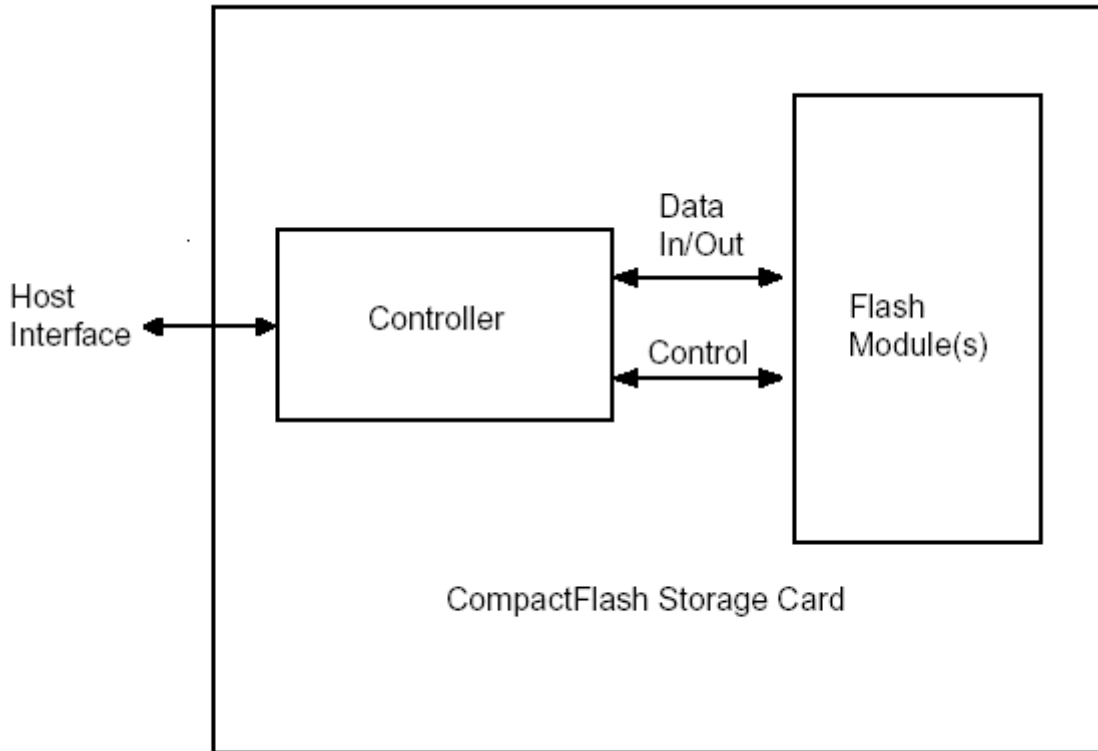 Data
In/Out
Host
Interface
Controller
Control
Flash
Module(s)
CompactFlash Storage Card